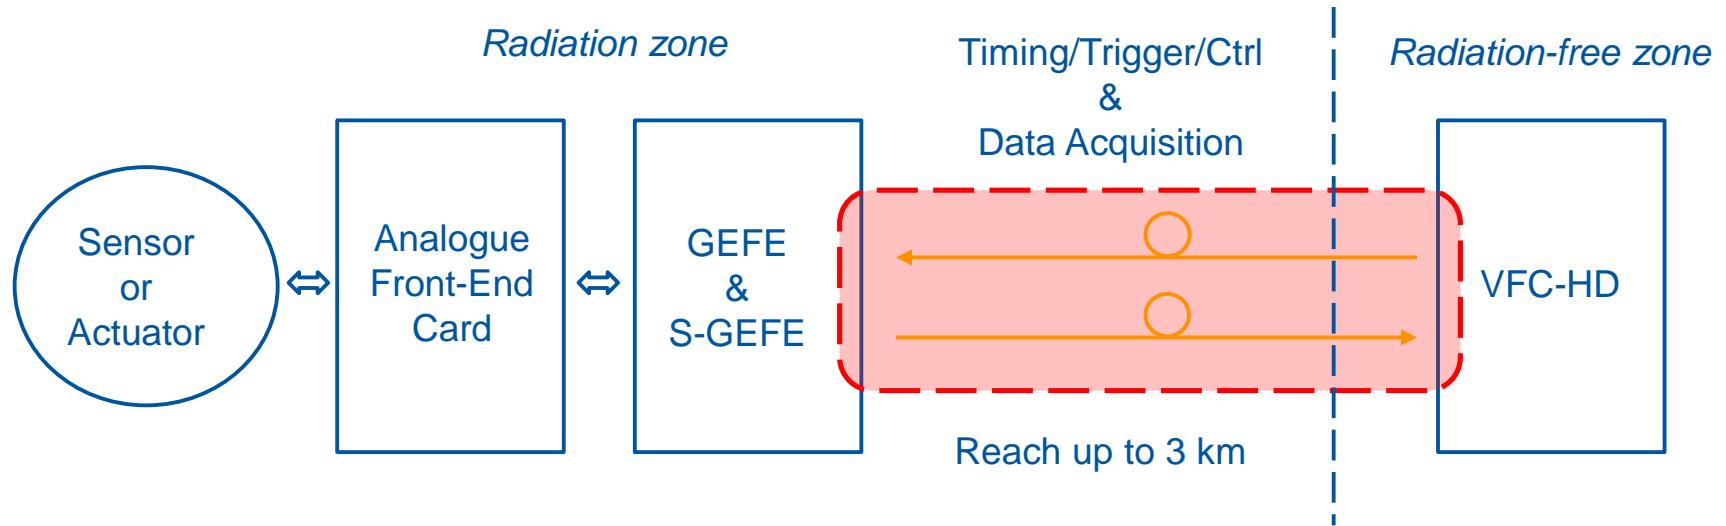 Radiation zone
Timing/Trigger/Ctrl
&
Data Acquisition
Radiation-free zone
Sensor
or
Actuator
Analogue
Front-End
Card
GEFE
&
S-GEFE
VFC-HD
Reach up to 3 km